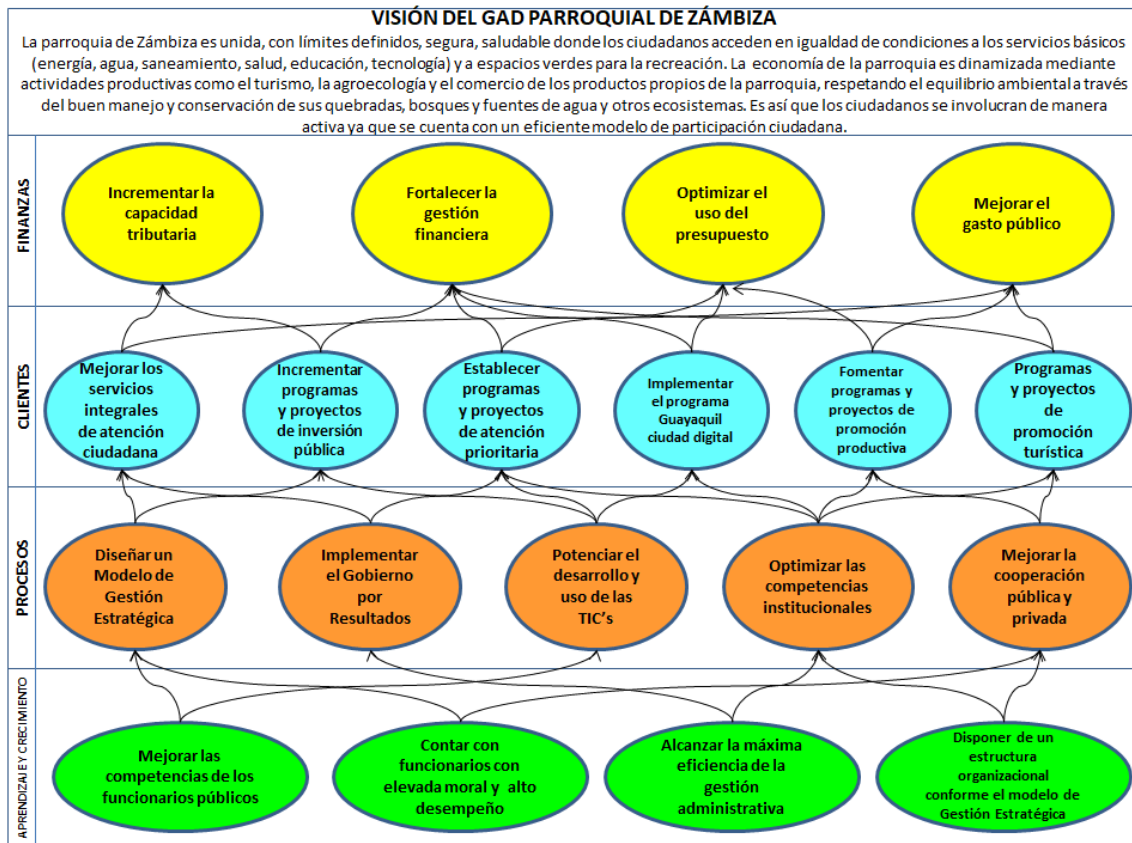 VISIÓN DEL GAD PARROQUIAL DE ZÁMBIZA
La parroquia de Zámbiza es unida, con límites definidos, segura, saludable donde los ciudadanos acceden en igualdad de condiciones a los servicios básicos
(energía, agua, saneamiento, salud, educación, tecnología) y a espacios verdes para la recreación. La economía de la parroquia es dinamizada mediante
actividades productivas como el turismo, la agroecología y el comercio de los productos propios de la parroquia, respetando el equilibrio ambiental a través
del buen manejo y conservación de sus quebradas, bosques y fuentes de agua y otros ecosistemas. Es así que los ciudadanos se involucran de manera
activa ya que se cuenta con un eficiente modelo de participación ciudadana.
FINANZAS
Incrementar la
capacidad
tributaria
Fortalecer la
gestión
financiera
Optimizar el
uso del
presupuesto
Mejorar el
gasto público
CLIENTES
Mejorar los
servicios
integrales
de atención
ciudadana
Incrementar
programas
y proyectos
de inversión
pública
Establecer
programas
y proyectos
de atención
prioritaria
Implementar
el programa
Guayaquil
ciudad digital
Fomentar
programas y
proyectos de
promoción
productiva
Programas
y proyectos
de
promoción
turística
PROCESOS
Diseñar un
Modelo de
Gestión
Estratégica
Implementar
el Gobierno
por
Resultados
Potenciar el
desarrollo y
uso de las
TIC's
Optimizar las
competencias
institucionales
Mejorar la
cooperación
pública y
privada
APRENDIZAJE Y CRECIMIENTO
Mejorar las
competencias de los
funcionarios públicos
Contar con
funcionarios con
elevada moral y alto
desempeño
Alcanzar la máxima
eficiencia de la
gestión
administrativa
Disponer de un
estructura
organizacional
conforme el modelo de
Gestión Estratégica